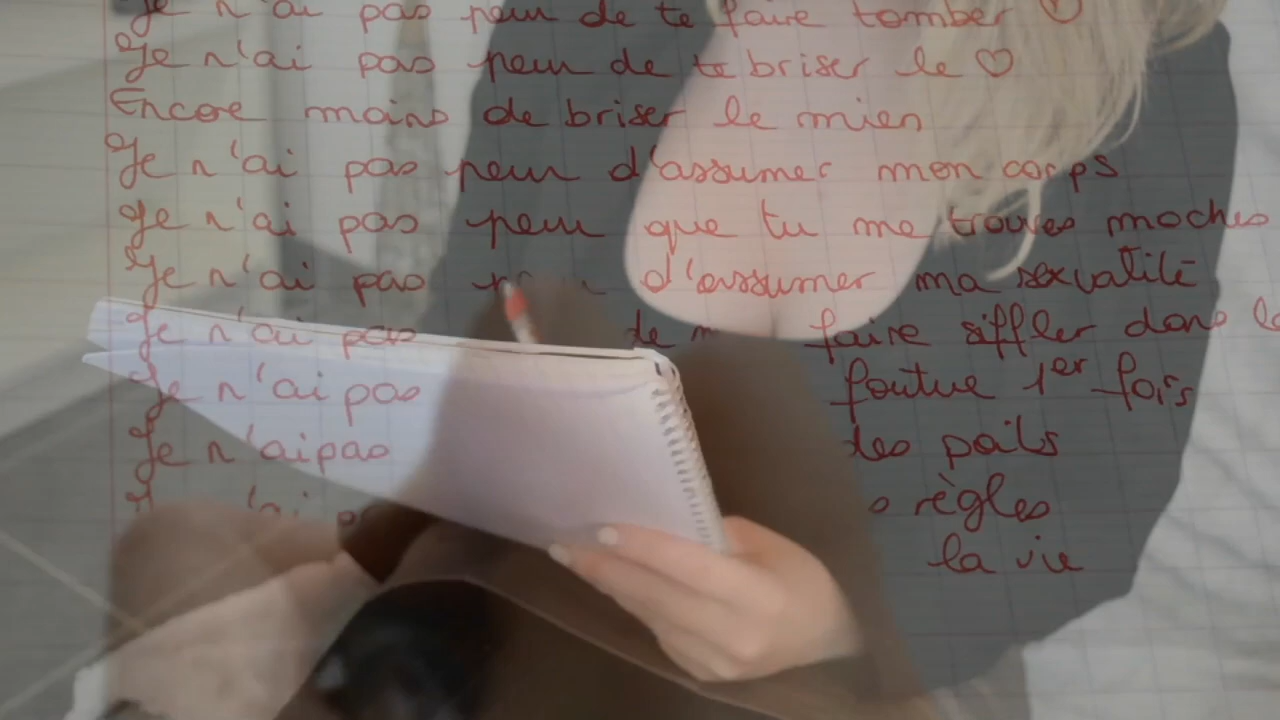 Je n'ai pas peur de te faire tomber
Je n'ai pas peur de te briser le ♡
Encore moins de briser le mien
Je n'ai pas peur d'assumer mon corps
Je n'ai pas peur que tu me trouves moches
Je n'ai pas d'assumer ma sexualité
Je n'ai pas de faire siffler dans
Je n'ai pas foutue 1er fois
Je n'ai pas des poils
règles
la vie